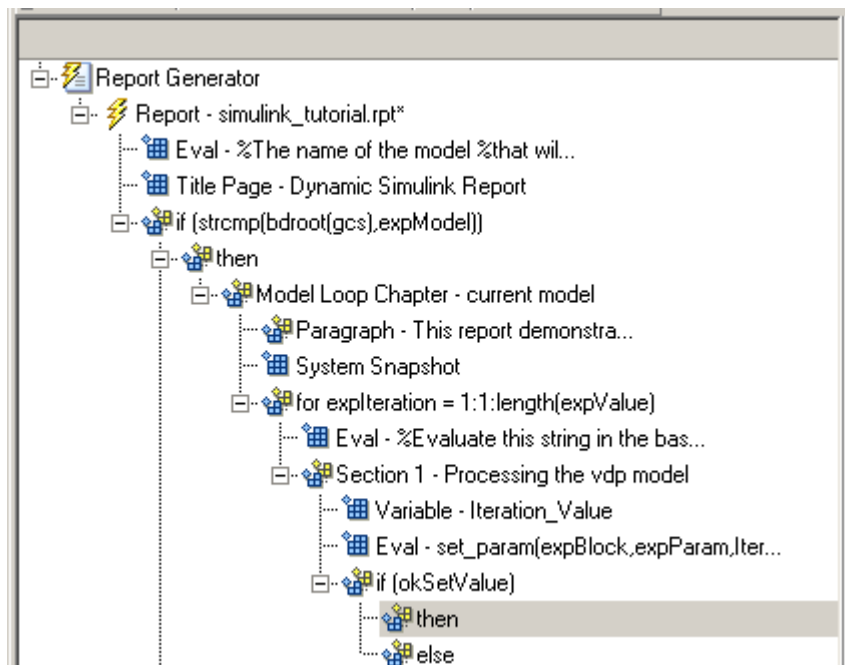 Report Generator
Report - simulink_tutorial.rpt*
Eval - %The name of the model %that wil...
Title Page - Dynamic Simulink Report
if (strcmp(bdroot(gcs),expModel))
then
Model Loop Chapter - current model
Paragraph - This report demonstra...
System Snapshot
for expIteration = 1:1:length(expValue)
Eval - %Evaluate this string in the bas...
Section 1 - Processing the vdp model
Variable - Iteration_Value
Eval - set_param(expBlock,expParam,Iter...
if (okSetValue)
then
else